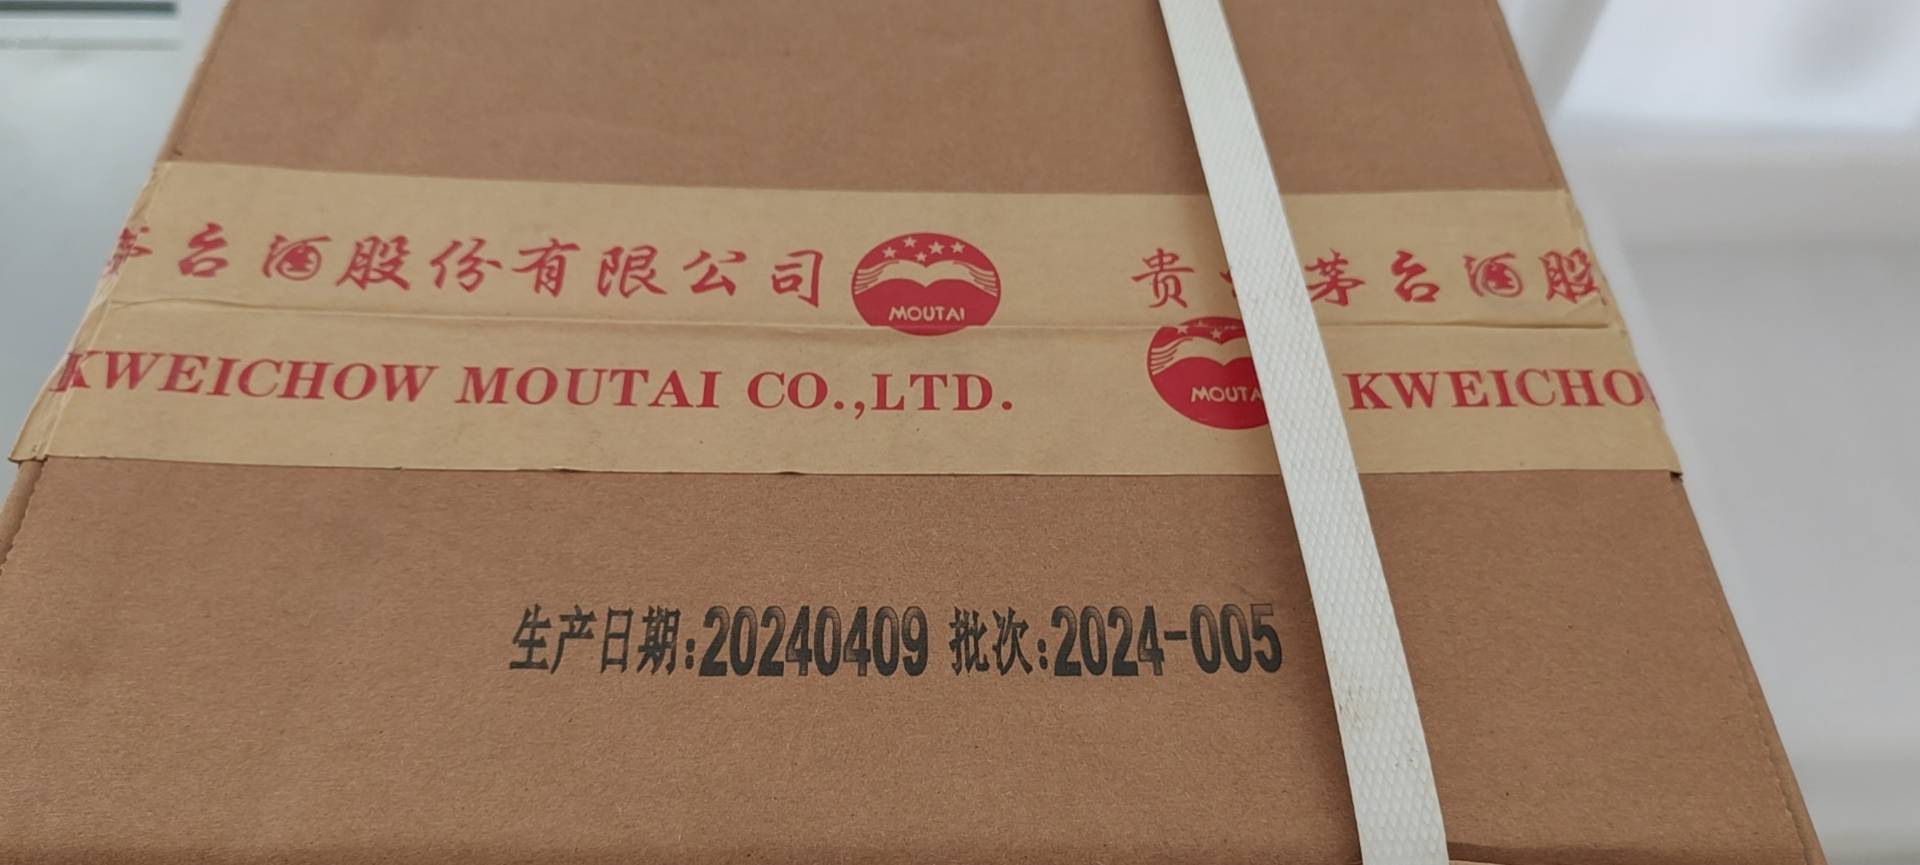 茅台酒股份有限公司 MOUTAI 贵 茅台酒股
KWEICHOW MOUTAI CO.,LTD. MOUTA KWEICHO
生产日期:20240409 批次:2024-005